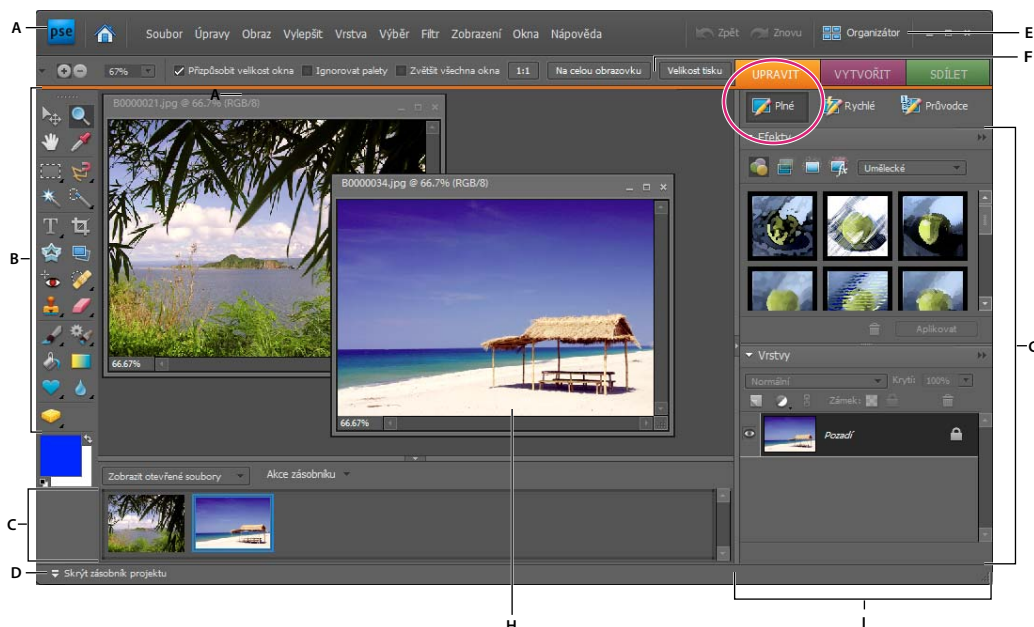 A
pse
Soubor Úpravy Obraz Vylepšit Vrstva Výběr Filtr Zobrazení Okna Nápověda
Zpět
Znovu
Organizátor
E
F
67%
Přizpůsobit velikost okna
Ignorovat palety
Zvětšit všechna okna
1:1
Na celou obrazovku
Velikost tisku
UPRAVIT
VYTVOŘIT
SDÍLET
B0000021.jpg @ 66.7% (RGB/8)
A
Plné
Rychlé
Průvodce
Efekty
Umělecké
B0000034.jpg @ 66.7% (RGB/8)
T
B
Aplikovat
G
Vrstvy
66.67%
Normální
Krytí: 100%
Zámek:
66.67%
Pozadí
Zobrazit otevřené soubory
Akce zásobníku
C
D
Skrýt zásobník projektu
H
I